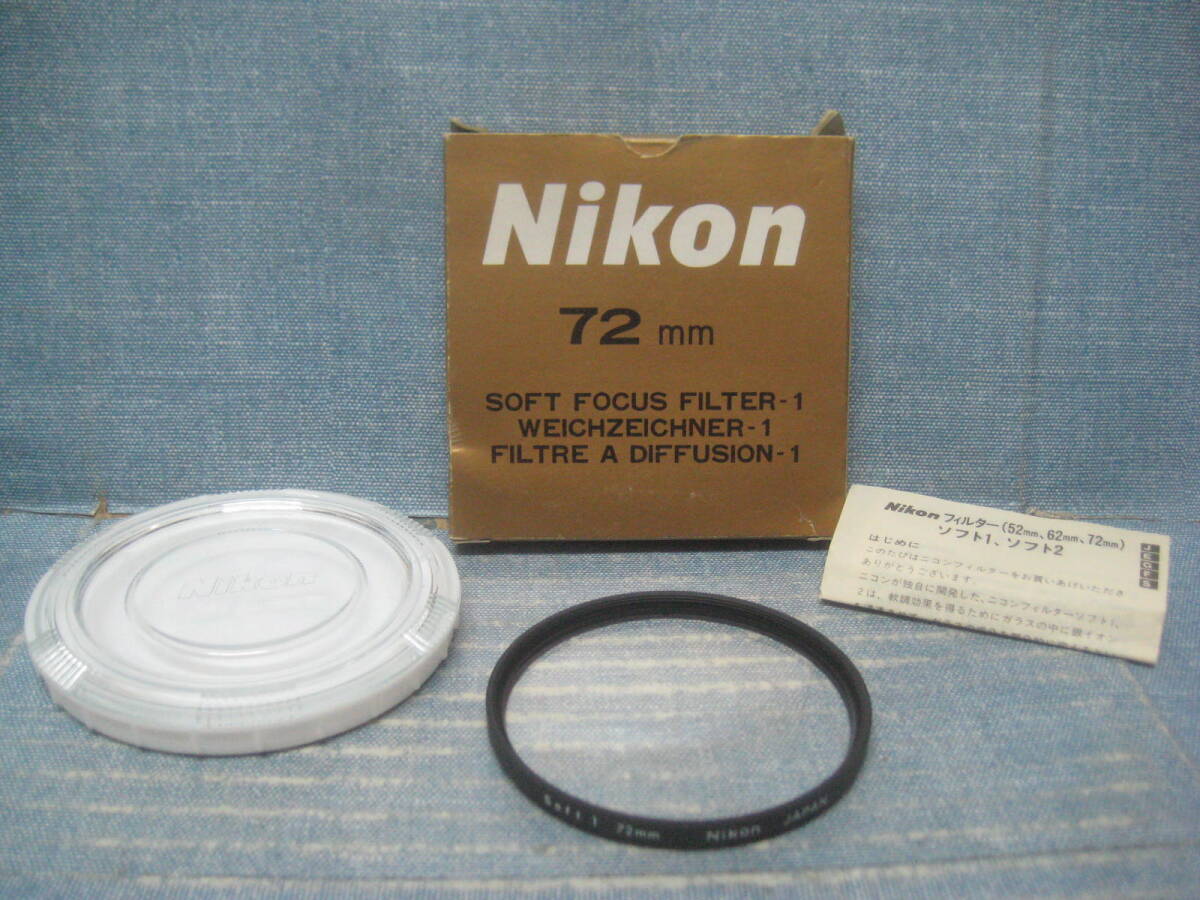 Nikon
72 mm
SOFT FOCUS FILTER-1
WEICHZEICHNER-1
FILTRE A DIFFUSION-1
Nikon
Nikon フィルター(52mm、62mm、72mm)
ソフト1、ソフト2
J
E
G
F
S
はじめに
このたびはニコンフィルターをお買いあげいただき
ありがとうございます。
ニコンが独自に開発した、ニコンフィルターソフト1、
2は、軟調効果を得るためにガラスの中に銀イオン
Soft 1 72mm Nikon JAPAN